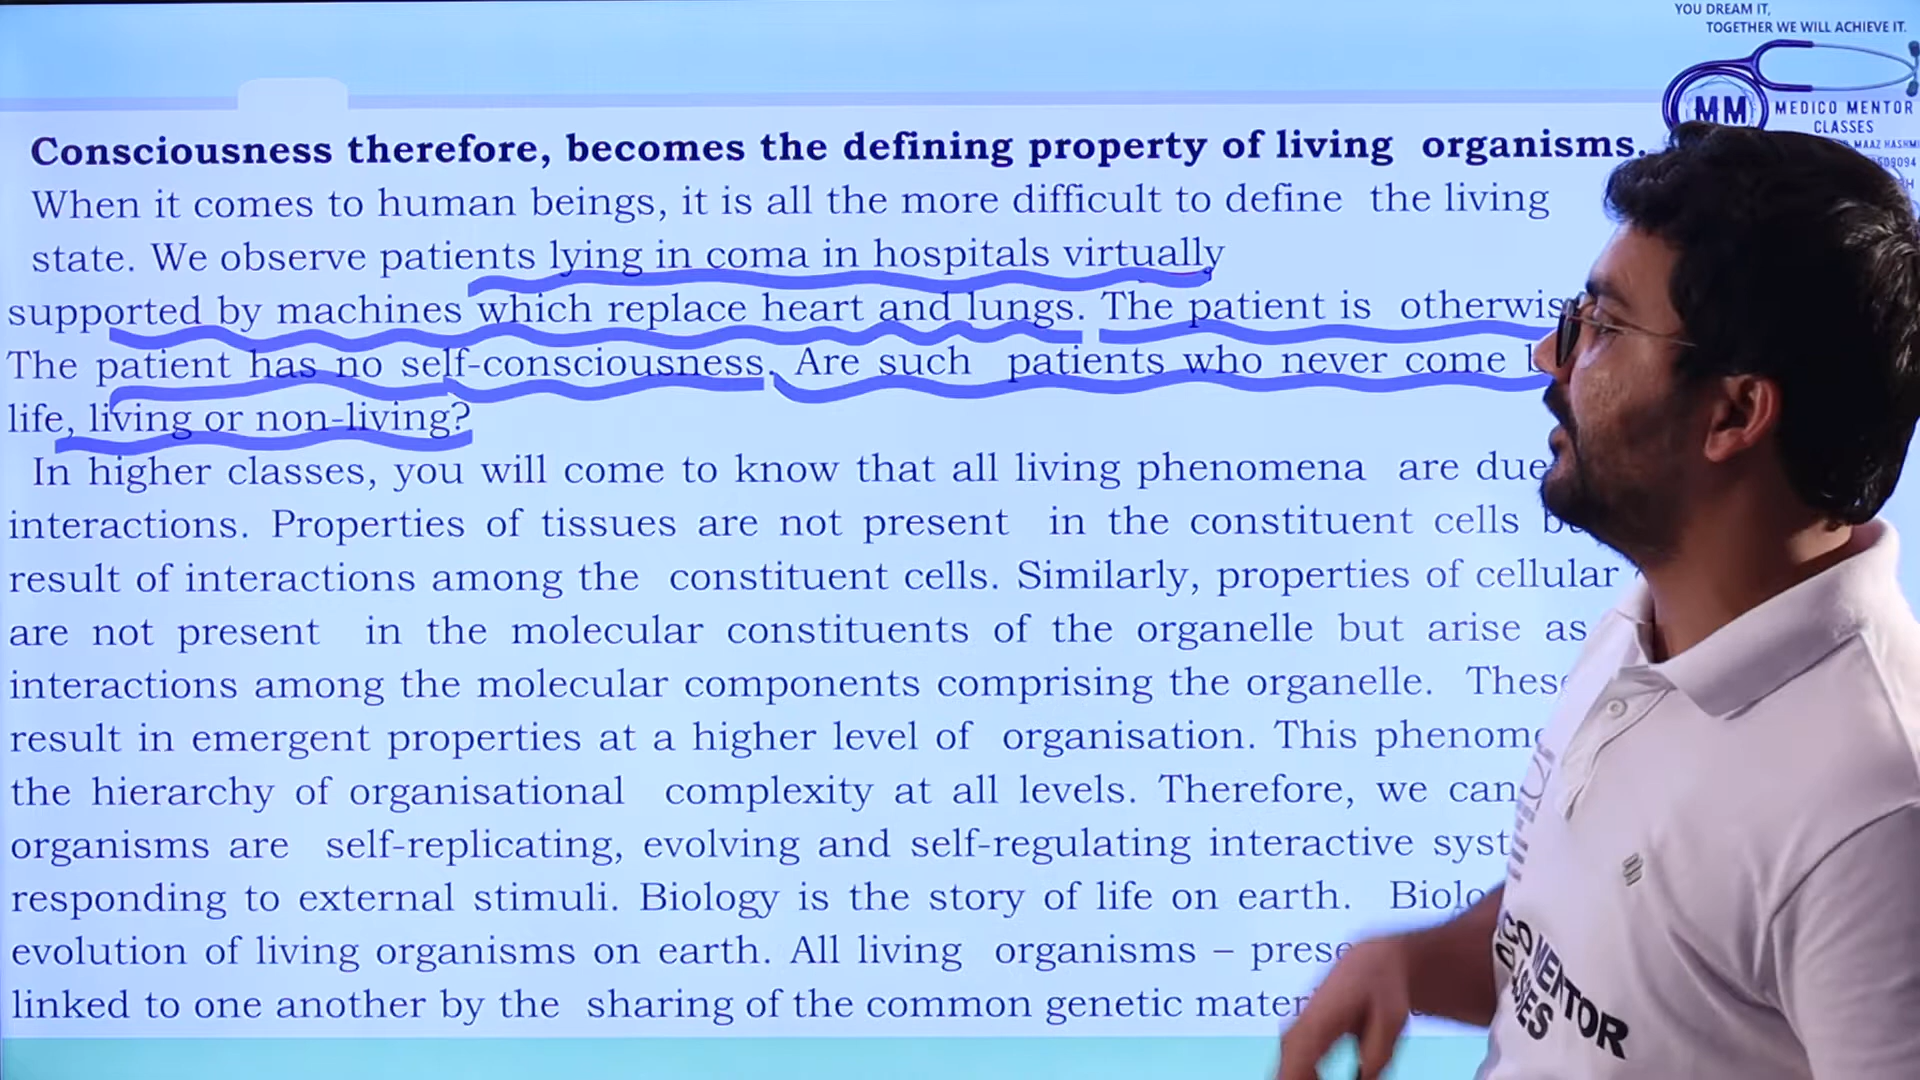 YOU DREAM IT,
TOGETHER WE WILL ACHIEVE IT.
MM
MEDICO MENTOR
CLASSES
MAAZ HASHMI
Consciousness therefore, becomes the defining property of living organisms.
When it comes to human beings, it is all the more difficult to define the living
state. We observe patients lying in coma in hospitals virtually
supported by machines which replace heart and lungs. The patient is
The patient has no self-consciousness. Are such patients who never come
life, living or non-living?
In higher classes, you will come to know that all living phenomena are due
interactions. Properties of tissues are not present in the constituent cells
result of interactions among the constituent cells. Similarly, properties of cellular
are not present in the molecular constituents of the organelle but arise as
interactions among the molecular components comprising the organelle.
result in emergent properties at a higher level of organisation. This
the hierarchy of organisational complexity at all levels. Therefore, we can
organisms are self-replicating, evolving and self-regulating interactive
responding to external stimuli. Biology is the story of life on earth.
evolution of living organisms on earth. All living organisms –
linked to one another by the sharing of the common genetic
MENTOR